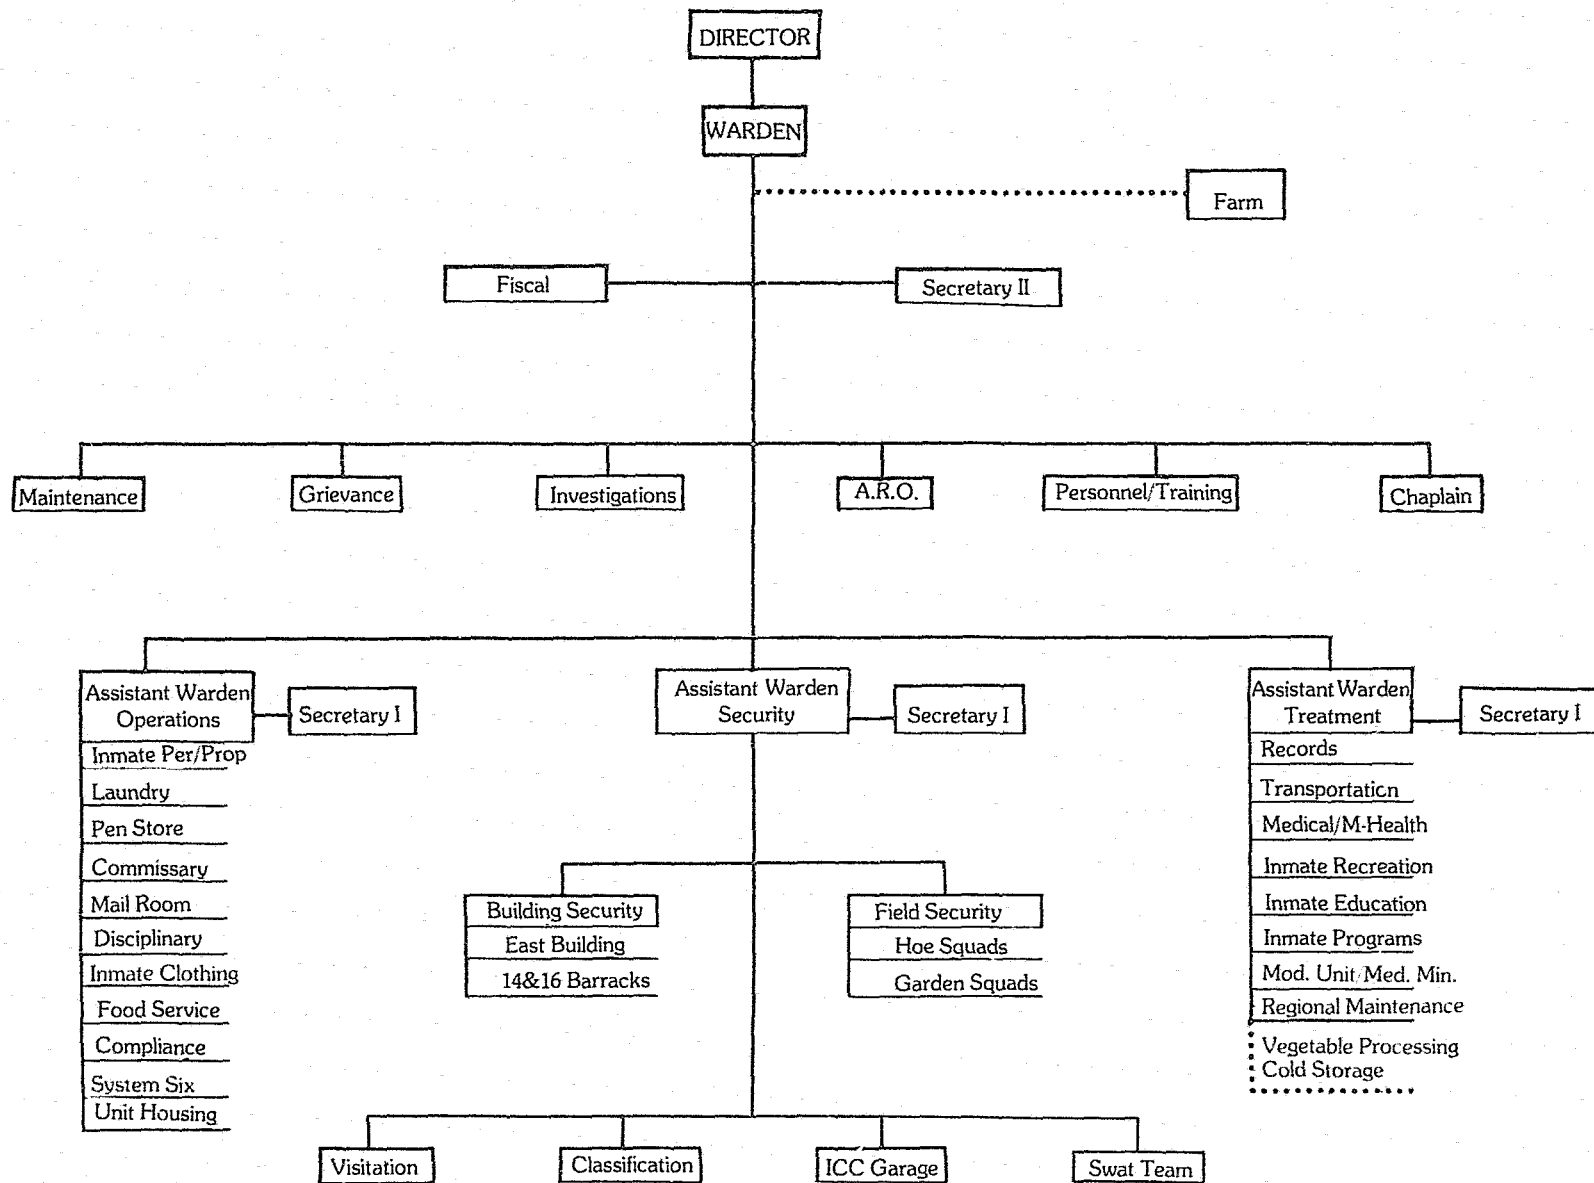 DIRECTOR
WARDEN
Farm
Fiscal
Secretary II
Maintenance
Grievance
Investigations
A.R.O.
Personnel/Training
Chaplain
Assistant Warden
Operations
Secretary I
Inmate Per/Prop
Laundry
Pen Store
Commissary
Mail Room
Disciplinary
Inmate Clothing
Food Service
Compliance
System Six
Unit Housing
Assistant Warden
Security
Secretary I
Building Security
East Building
14&16 Barracks
Field Security
Hoe Squads
Garden Squads
Visitation
Classification
ICC Garage
Swat Team
Assistant Warden
Treatment
Secretary I
Records
Transportation
Medical/M-Health
Inmate Recreation
Inmate Education
Inmate Programs
Mod. Unit/Med. Min.
Regional Maintenance
Vegetable Processing
Cold Storage